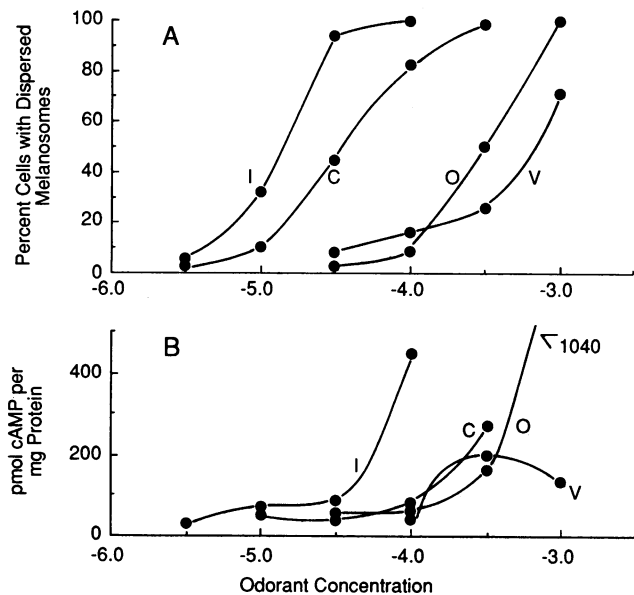 A
Percent Cells with Dispersed
Melanosomes
100
80
60
40
20
0
I
C
O
V
-6.0
-5.0
-4.0
-3.0
B
pmol cAMP per
mg Protein
400
200
0
I
C
O
V
1040
-6.0
-5.0
-4.0
-3.0
Odorant Concentration